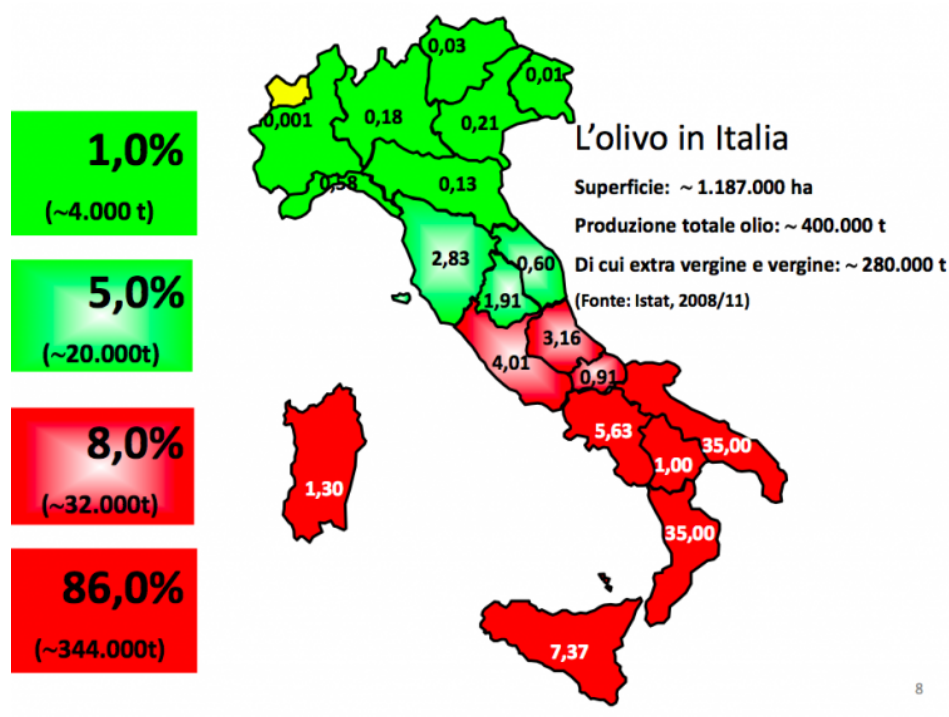 L'olivo in Italia
Superficie: ~ 1.187.000 ha
Produzione totale olio: ~ 400.000 t
Di cui extra vergine e vergine: ~ 280.000 t
(Fonte: Istat, 2008/11)
1,0%
(~4.000 t)
5,0%
(~20.000t)
8,0%
(~32.000t)
86,0%
(~344.000t)
0,03
0,01
0,001
0,18
0,21
0,58
0,13
2,83
0,60
1,91
3,16
4,01
0,91
5,63
35,00
1,00
1,30
35,00
7,37
8